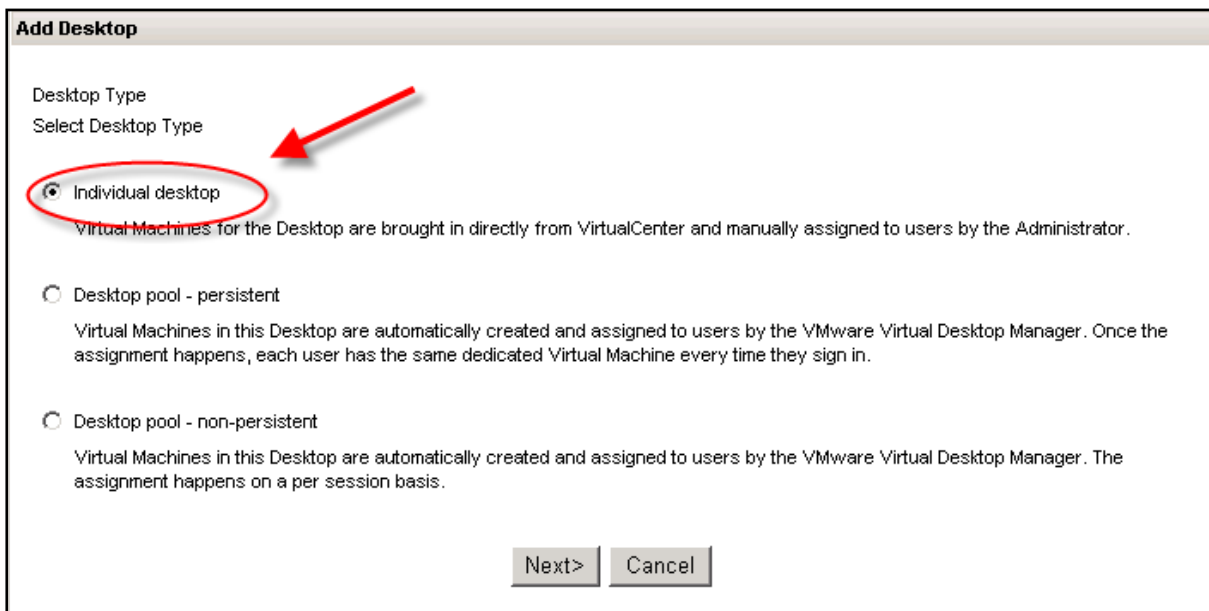 Add Desktop
Desktop Type
Select Desktop Type
Individual desktop
Virtual Machines for the Desktop are brought in directly from VirtualCenter and manually assigned to users by the Administrator.
Desktop pool - persistent
Virtual Machines in this Desktop are automatically created and assigned to users by the VMware Virtual Desktop Manager. Once the
assignment happens, each user has the same dedicated Virtual Machine every time they sign in.
Desktop pool - non-persistent
Virtual Machines in this Desktop are automatically created and assigned to users by the VMware Virtual Desktop Manager. The
assignment happens on a per session basis.
Next> Cancel